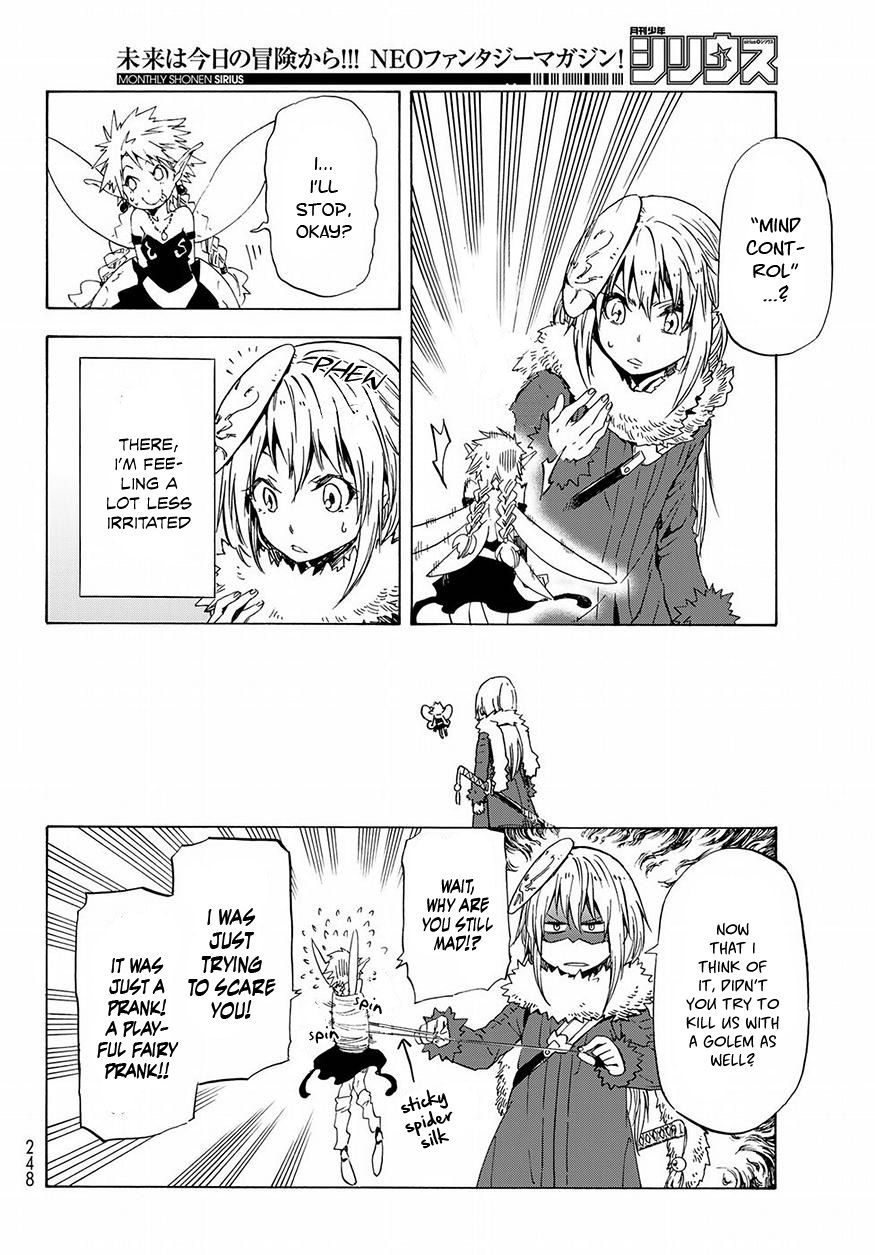 未来は今日の冒険から!!! NEOファンタジーマガジン!
月刊少年
シリウス
MONTHLY SHONEN SIRIUS
"MIND
CONT-
ROL"
...?
I...
I'LL
STOP,
OKAY?
PHEW
THERE,
I'M FEE-
LING A
LOT LESS
IRRITATED
NOW
THAT I
THINK OF
IT, DIDN'T
YOU TRY TO
KILL US WITH
A GOLEM AS
WELL?
WAIT,
WHY ARE
YOU STILL
MAD!?
I WAS
JUST
TRYING
TO SCARE
YOU!
IT WAS
JUST A
PRANK!
A PLAY-
FUL FAIRY
PRANK!!
spin
spin
sticky
spider
silk
248